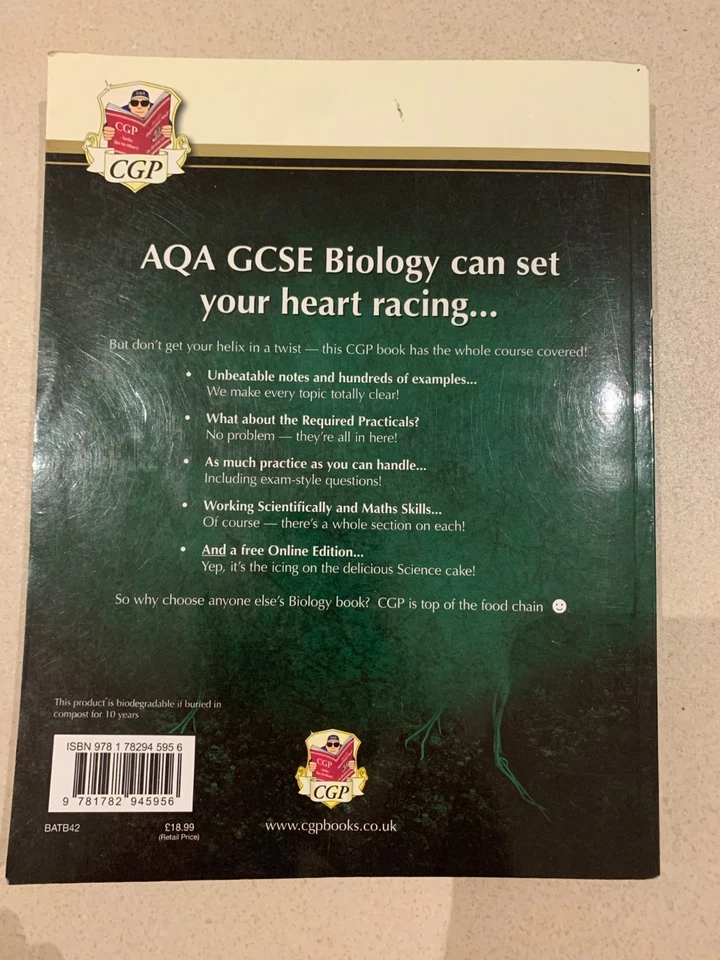 CGP
books
CGP
AQA GCSE Biology can set
your heart racing...
But don't get your helix in a twist — this CGP book has the whole course covered!
• Unbeatable notes and hundreds of examples...
We make every topic totally clear!
• What about the Required Practicals?
No problem — they're all in here!
• As much practice as you can handle...
Including exam-style questions!
• Working Scientifically and Maths Skills...
Of course — there's a whole section on each!
• And a free Online Edition...
Yep, it's the icing on the delicious Science cake!
So why choose anyone else's Biology book? CGP is top of the food chain ☻
This product is biodegradable if buried in
compost for 10 years
ISBN 978 1 78294 595 6
9 781782 945956
BATB42
£18.99
(Retail Price)
CGP
CGP
www.cgpbooks.co.uk